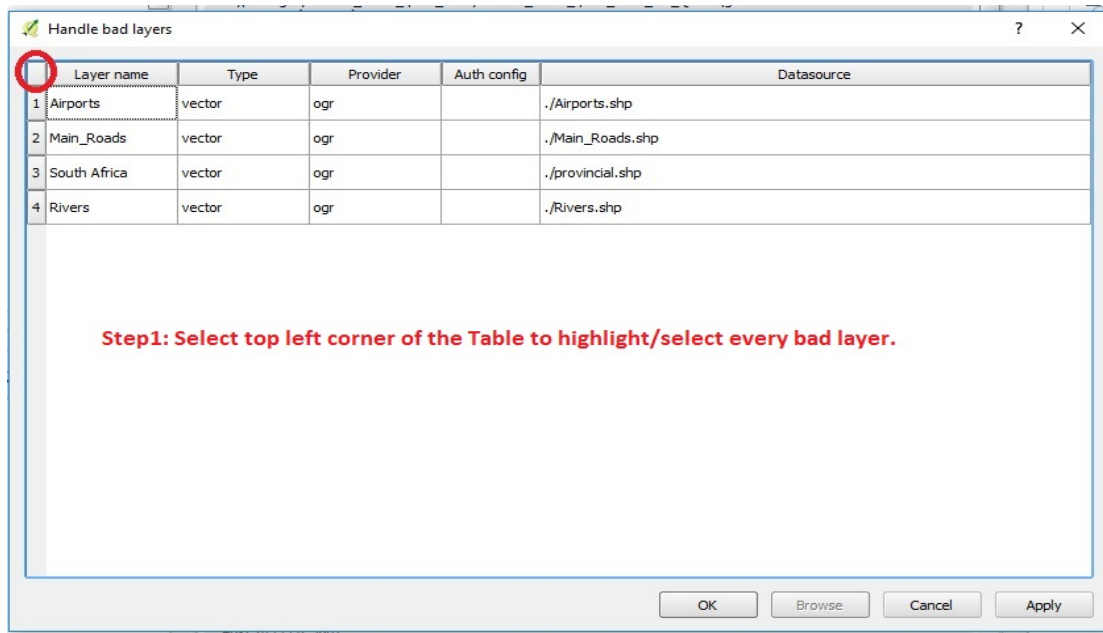 Handle bad layers ? ×
Layer name Type Provider Auth config Datasource
1 Airports vector ogr ./Airports.shp
2 Main_Roads vector ogr ./Main_Roads.shp
3 South Africa vector ogr ./provincial.shp
4 Rivers vector ogr ./Rivers.shp
Step1: Select top left corner of the Table to highlight/select every bad layer.
OK Browse Cancel Apply